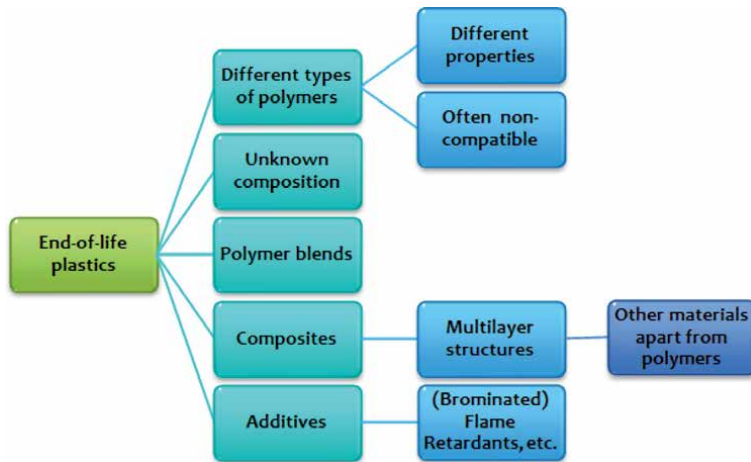 Different
properties
Different types
of polymers
Often non-
compatible
Unknown
composition
End-of-life
plastics
Polymer blends
Composites
Multilayer
structures
Other materials
apart from
polymers
Additives
(Brominated)
Flame
Retardants, etc.